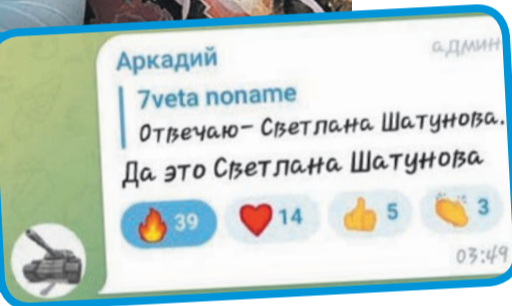 Аркадий админ
7veta noname
Отвечаю- Светлана Шатунова.
Да это Светлана Шатунова
39 14 5 3
03:49